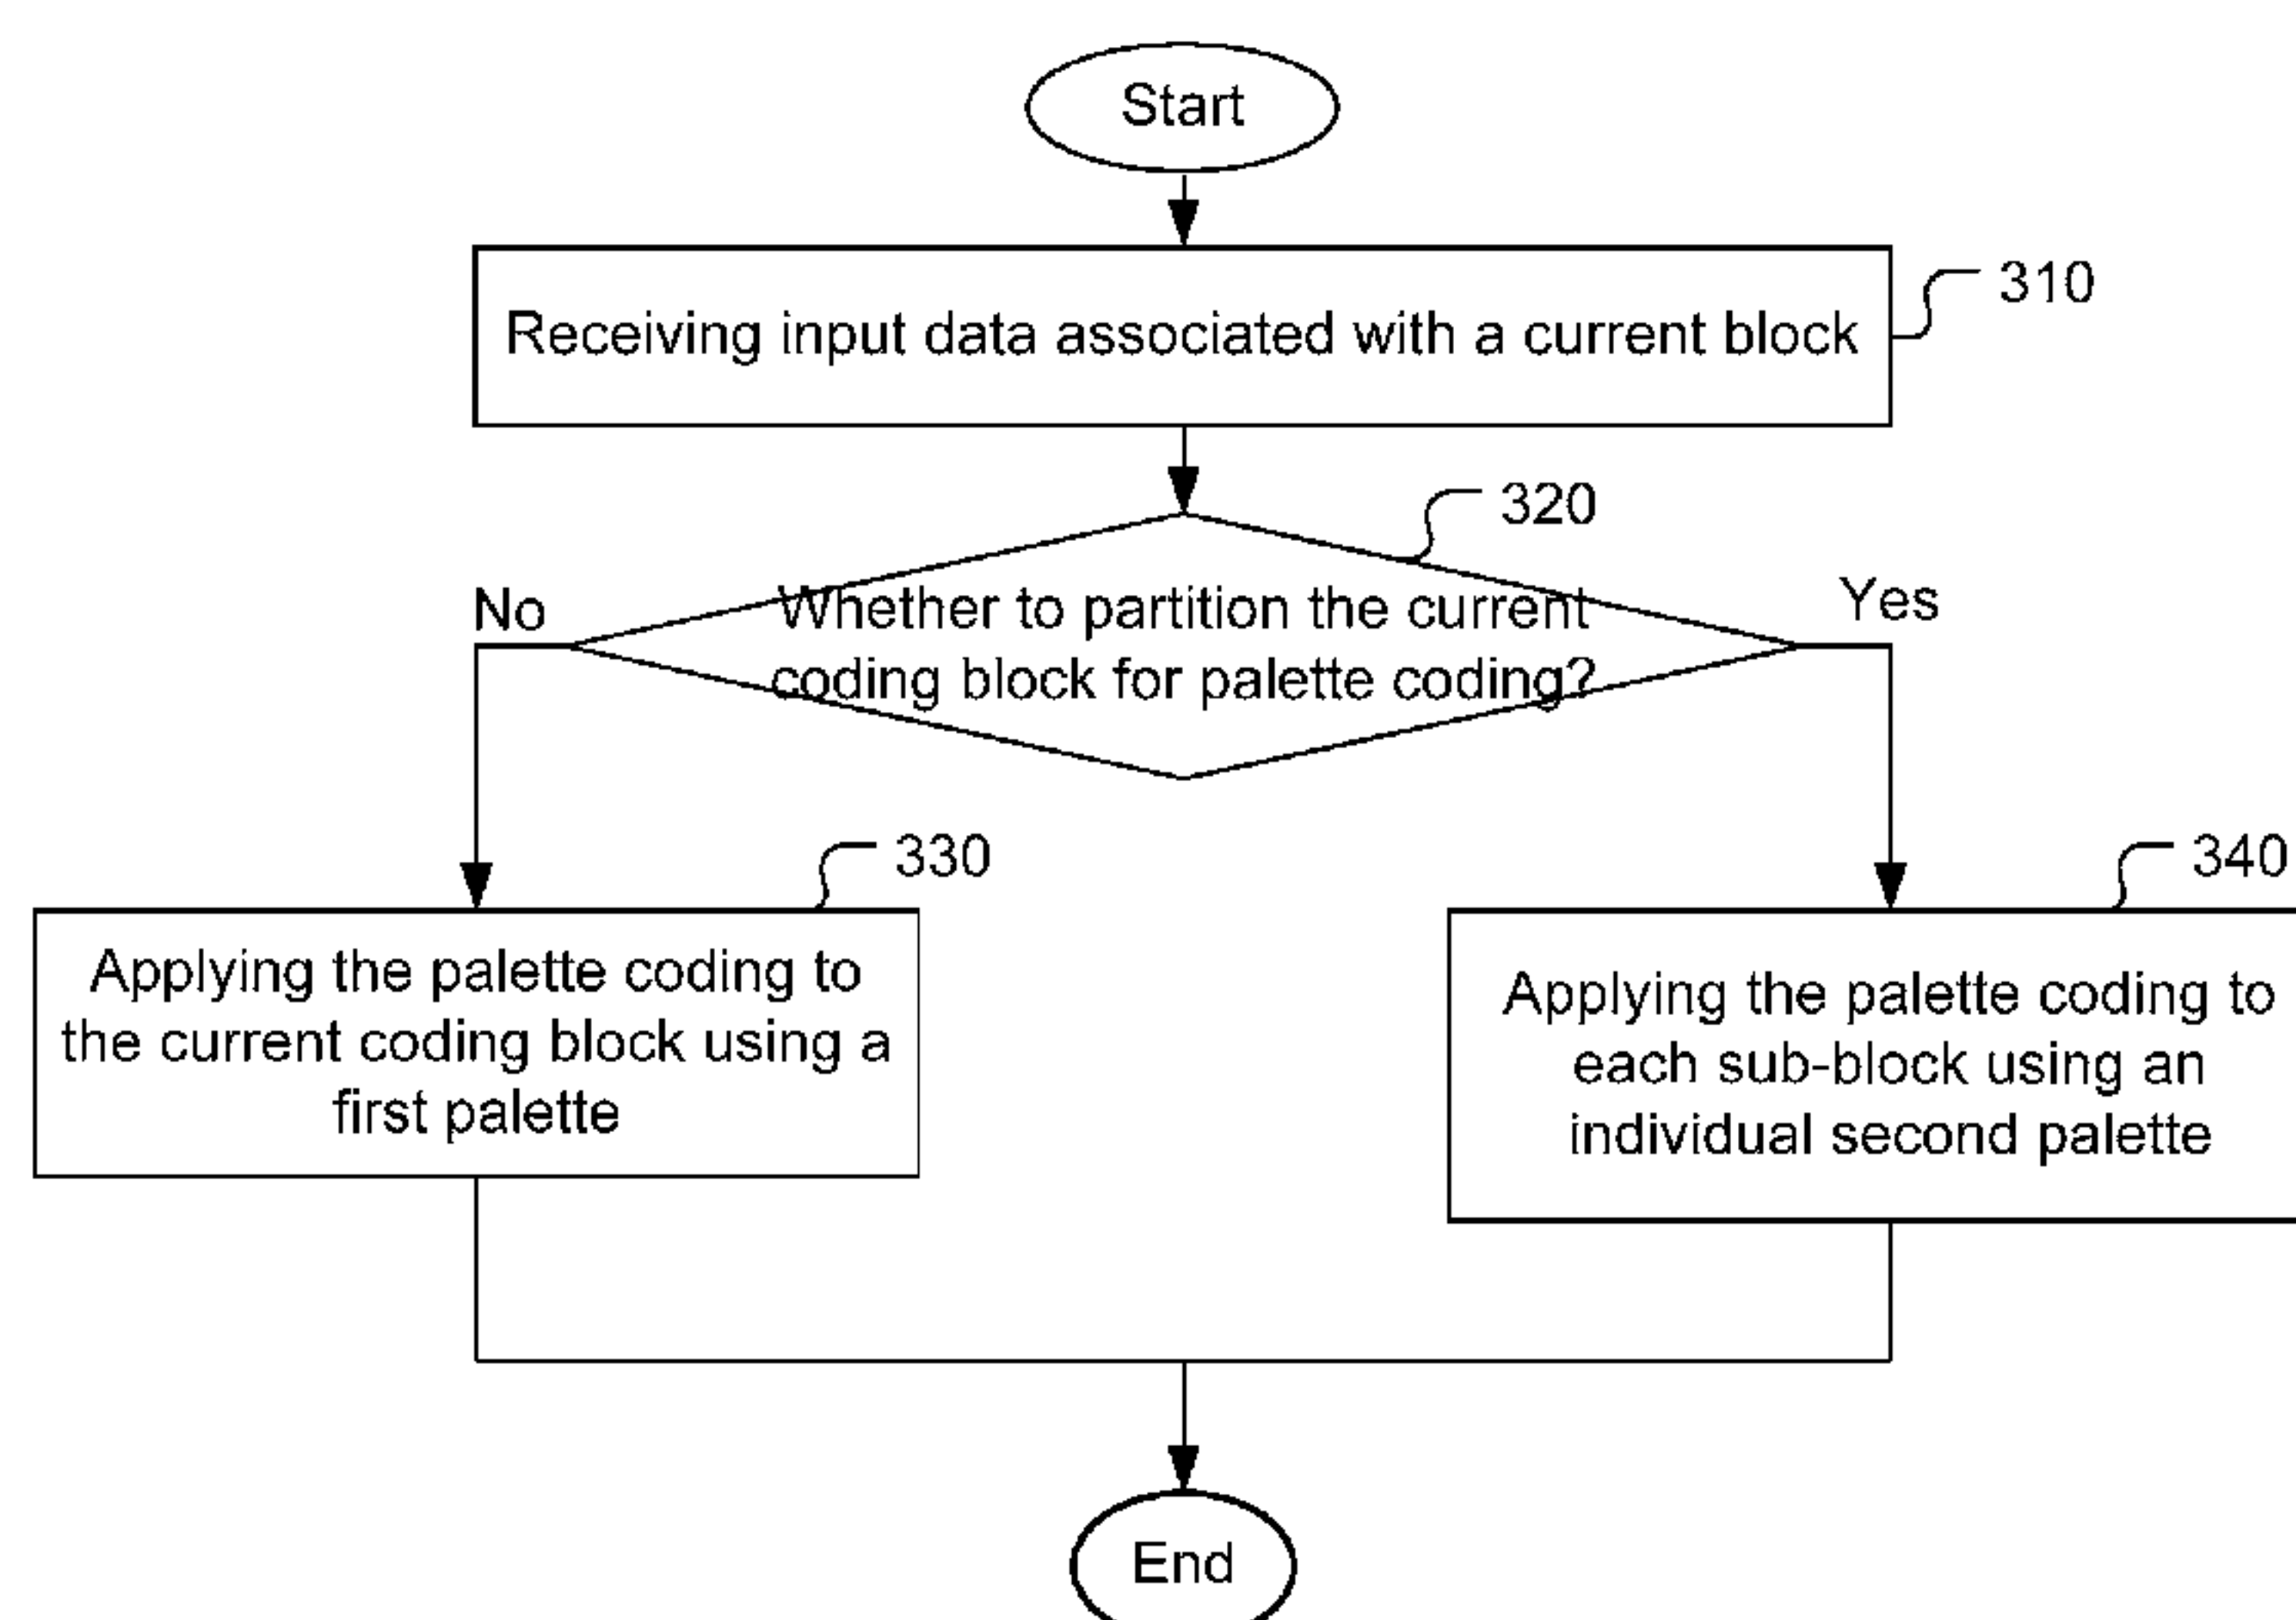 Start
Receiving input data associated with a current block
310
320
No
Whether to partition the current
coding block for palette coding?
Yes
330
Applying the palette coding to
the current coding block using a
first palette
340
Applying the palette coding to
each sub-block using an
individual second palette
End